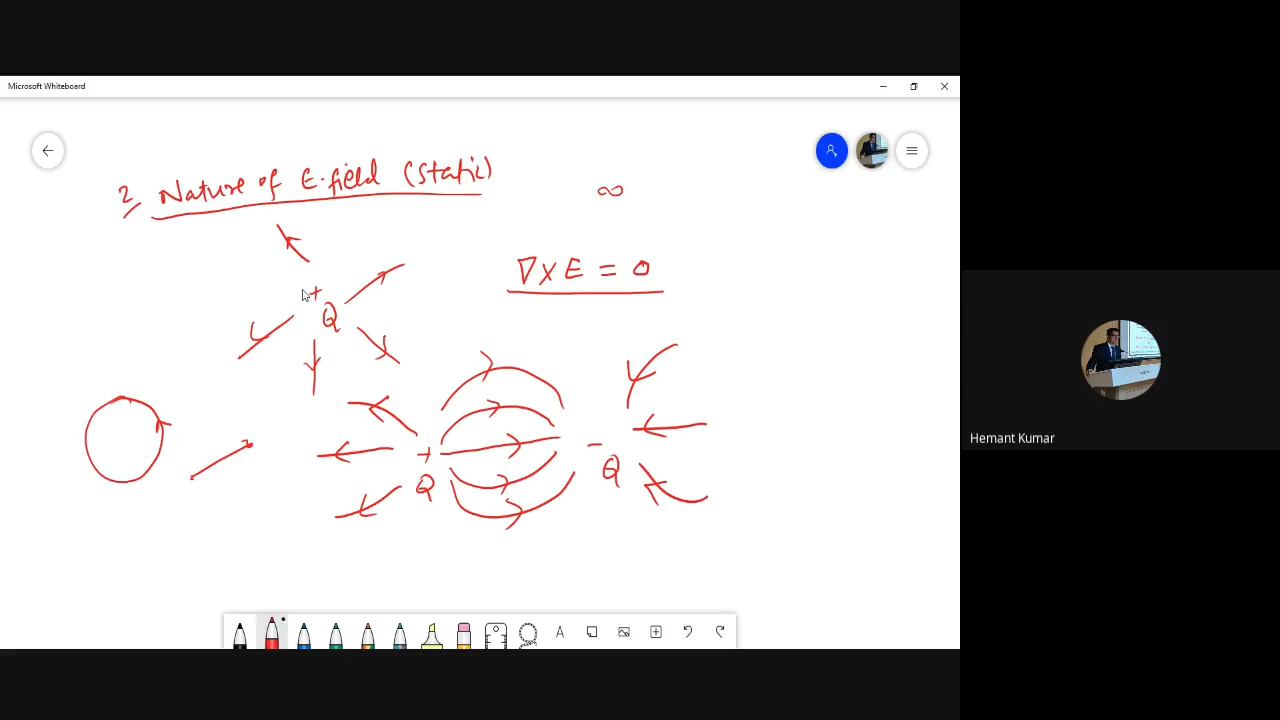 Microsoft Whiteboard
2 Nature of E.field (Static)
∞
∇ X E = 0
+
Q
+
Q
-
Q
Hemant Kumar
A